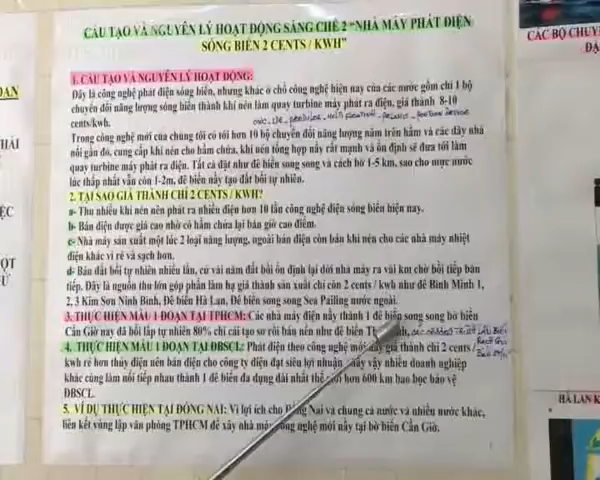 CẤU TẠO VÀ NGUYÊN LÝ HOẠT ĐỘNG SÁNG CHẾ 2 "NHÀ MÁY PHÁT ĐIỆN
SÓNG BIỂN 2 CENTS / KWH"
1. CẤU TẠO VÀ NGUYÊN LÝ HOẠT ĐỘNG:
Đây là công nghệ phát điện sóng biển, nhưng khác ở chỗ công nghệ hiện nay của các nước gồm chỉ 1 bộ
chuyển đổi năng lượng sóng biển thành khí nén làm quay turbine máy phát ra điện, giá thành 8-10
cents/kwh.
Trong công nghệ mới của chúng tôi có tới hơn 10 bộ chuyển đổi năng lượng nằm trên hầm và các dãy nhà
nổi gần đó, cung cấp khí nén cho hầm chứa, khí nén tổng hợp nầy rất mạnh và ổn định sẽ đưa tới làm
quay turbine máy phát ra điện. Tất cả đặt như đê biển song song và cách bờ 1-5 km, sao cho mực nước
lúc thấp nhất vẫn còn 1-2m, đê biển nầy tạo đất bồi tự nhiên.
2. TẠI SAO GIÁ THÀNH CHỈ 2 CENTS / KWH?
a- Thu nhiều khí nén nên phát ra nhiều điện hơn 10 lần công nghệ điện sóng biển hiện nay.
b- Bán điện được giá cao nhờ có hầm chứa lại bán giờ cao điểm.
c- Nhà máy sản xuất một lúc 2 loại năng lượng, ngoài bán điện còn bán khí nén cho các nhà máy nhiệt
điện khác vì rẻ và sạch hơn.
d- Bán đất bồi tự nhiên nhiều lần, cứ vài năm đất bồi ổn định lại dời nhà máy ra vài km chờ bồi tiếp bán
tiếp. Đây là nguồn thu lớn góp phần làm hạ giá thành sản xuất chỉ còn 2 cents / kwh như đê Bình Minh 1,
2, 3 Kim Sơn Ninh Bình, Đê biển Hà Lan, Đê biển song song Sea Pailing nước ngoài.
3. THỰC HIỆN MẪU 1 ĐOẠN TẠI TPHCM: Các nhà máy điện nầy thành 1 đê biển song song bờ biển
Cần Giờ nay đã bồi lấp tự nhiên 80% chỉ cải tạo sơ rồi bán nền như đê biển
4. THỰC HIỆN MẪU 1 ĐOẠN TẠI ĐBSCL: Phát điện theo công nghệ mới nầy giá thành chỉ 2 cents /
kwh rẻ hơn thủy điện nên bán điện cho công ty điện đạt siêu lợi nhuận vậy nhiều doanh nghiệp
khác cùng làm nối tiếp nhau thành 1 đê biển đa dụng dài nhất thế giới hơn 600 km bao bọc bảo vệ
ĐBSCL.
5. VÍ DỤ THỰC HIỆN TẠI ĐỒNG NAI: Vì lợi ích cho Đồng Nai và chung cả nước và nhiều nước khác,
liên kết vùng lập văn phòng TPHCM để xây nhà máy công nghệ mới nầy tại bờ biển Cần Giờ.
CÁC BỘ CHUY
HÀ LAN K